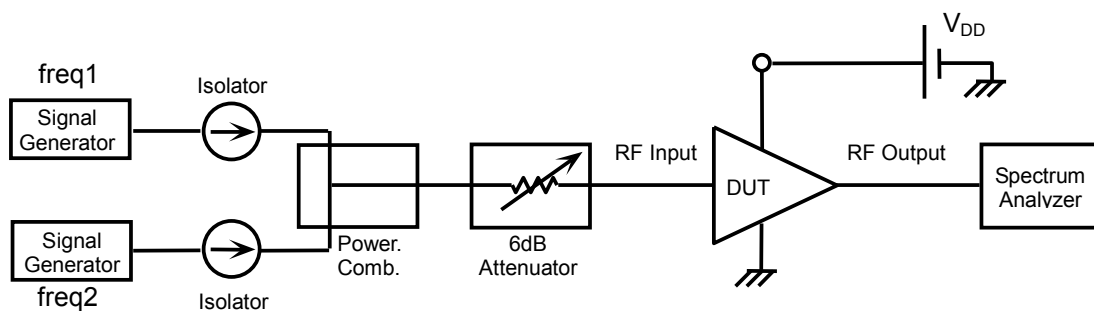 freq1
Signal
Generator
Isolator
Signal
Generator
freq2
Isolator
Power.
Comb.
6dB
Attenuator
RF Input
DUT
RF Output
V_DD
Spectrum
Analyzer